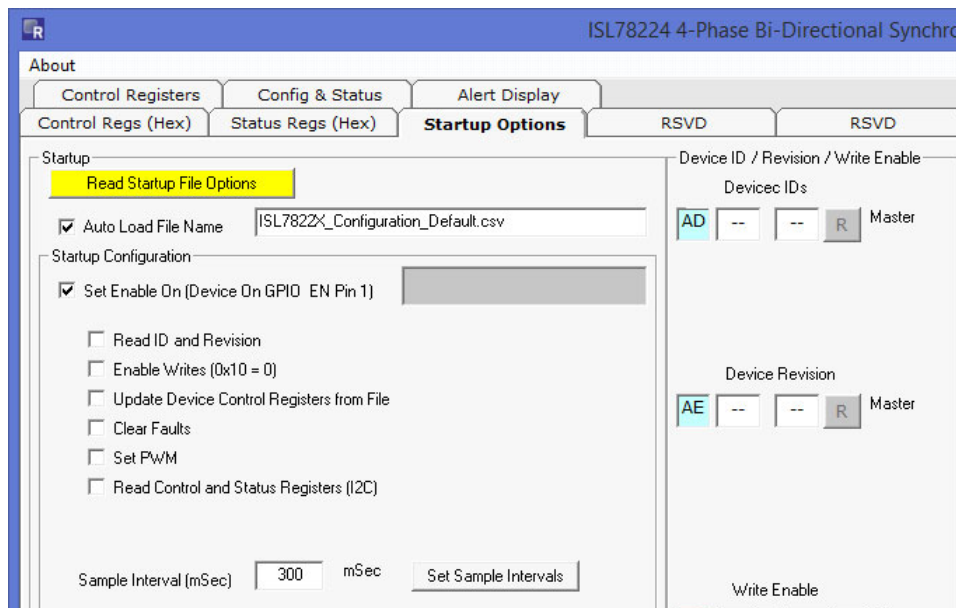 R
ISL78224 4-Phase Bi-Directional Synchro
About
Control Registers Config & Status Alert Display
Control Regs (Hex) Status Regs (Hex) Startup Options RSVD RSVD
Startup
Read Startup File Options
Auto Load File Name ISL7822X_Configuration_Default.csv
Startup Configuration
Set Enable On (Device On GPIO EN Pin 1)
Read ID and Revision
Enable Writes (0x10 = 0)
Update Device Control Registers from File
Clear Faults
Set PWM
Read Control and Status Registers (I2C)
Sample Interval (mSec) 300 mSec Set Sample Intervals
Device ID / Revision / Write Enable
Devicec IDs
AD -- -- R Master
Device Revision
AE -- -- R Master
Write Enable